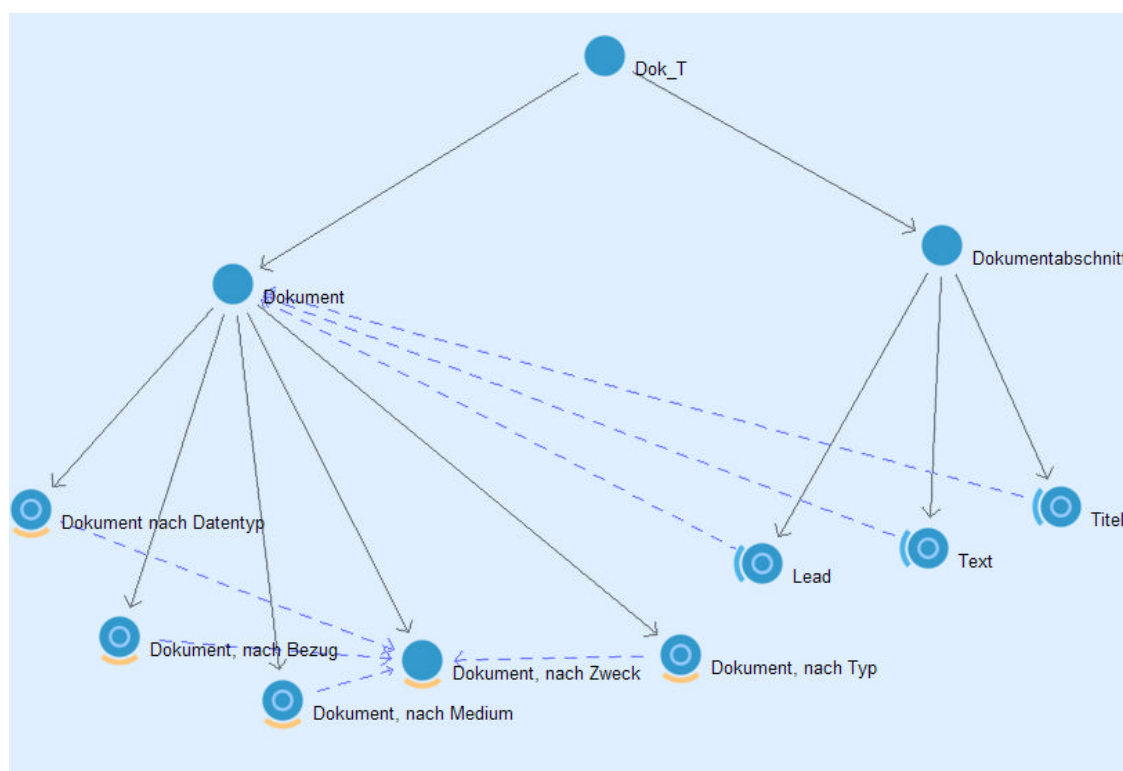 Dok_T
Dokumentabschnitt
Dokument
Dokument nach Datentyp
Titel
Text
Lead
Dokument, nach Bezug
Dokument, nach Zweck
Dokument, nach Typ
Dokument, nach Medium